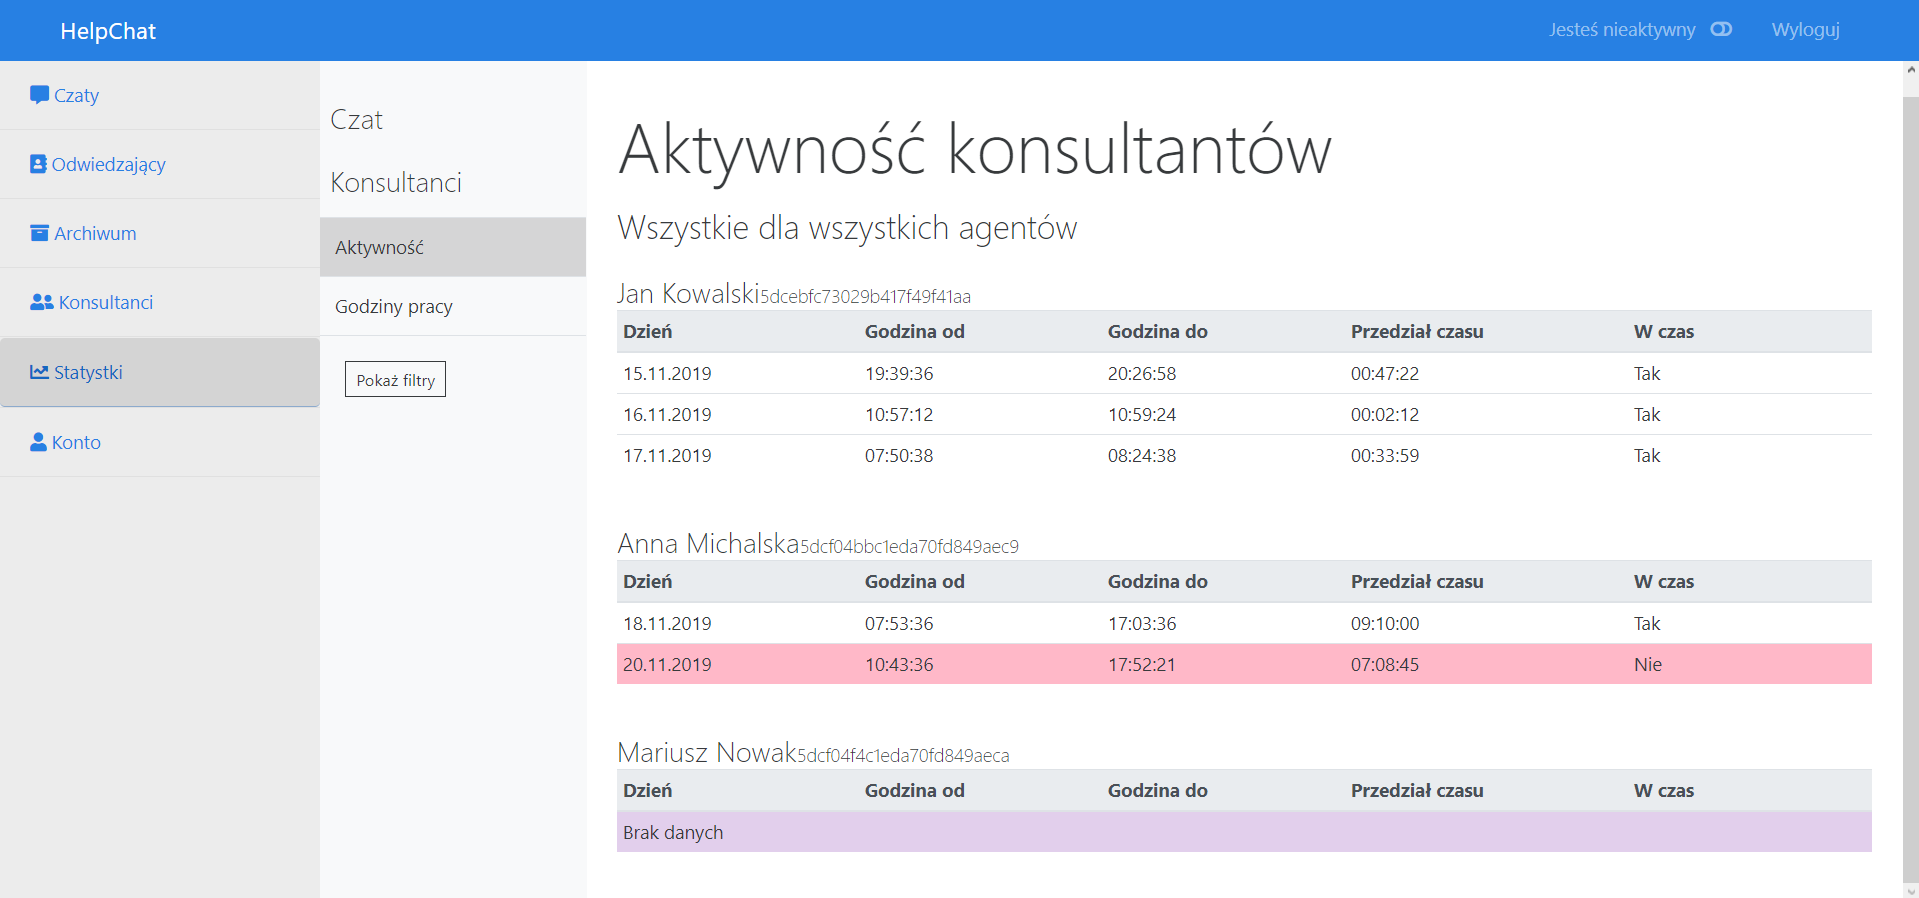 HelpChat
Jesteś nieaktywny
Wyloguj
Czaty
Odwiedzający
Archiwum
Konsultanci
Statystki
Konto
Czat
Konsultanci
Aktywność
Godziny pracy
Pokaż filtry
Aktywność konsultantów
Wszystkie dla wszystkich agentów
Jan Kowalski5dcebfc73029b417f49f41aa
Dzień Godzina od Godzina do Przedział czasu W czas
15.11.2019 19:39:36 20:26:58 00:47:22 Tak
16.11.2019 10:57:12 10:59:24 00:02:12 Tak
17.11.2019 07:50:38 08:24:38 00:33:59 Tak
Anna Michalska5dcf04bbc1eda70fd849aec9
Dzień Godzina od Godzina do Przedział czasu W czas
18.11.2019 07:53:36 17:03:36 09:10:00 Tak
20.11.2019 10:43:36 17:52:21 07:08:45 Nie
Mariusz Nowak5dcf04f4c1eda70fd849aeca
Dzień Godzina od Godzina do Przedział czasu W czas
Brak danych